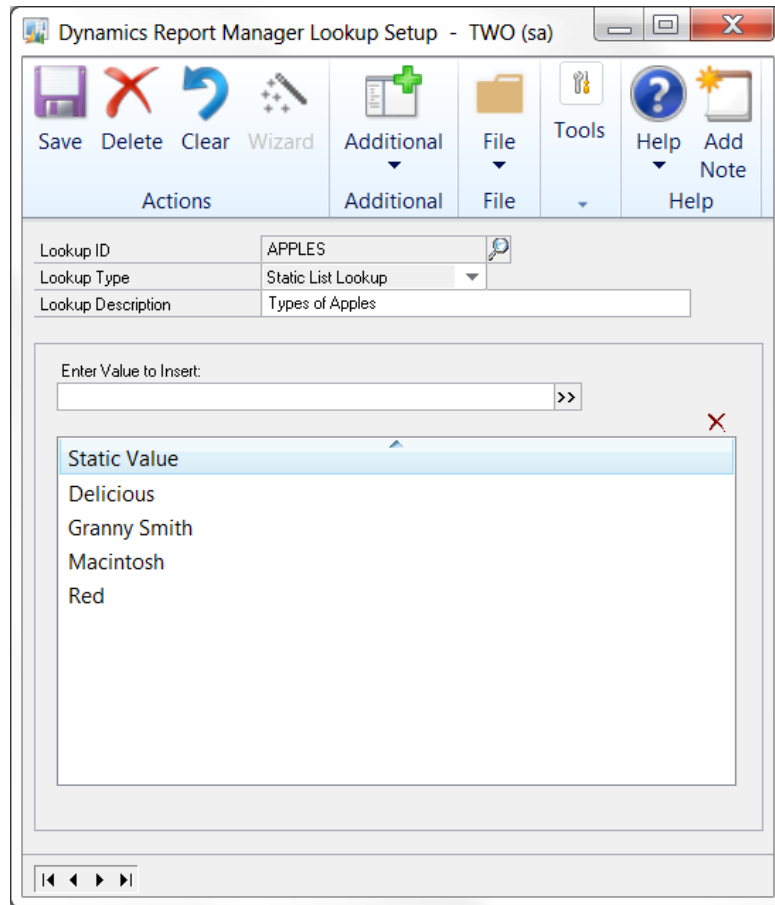 Dynamics Report Manager Lookup Setup - TWO (sa)
Save Delete Clear Wizard Additional File Tools Help Add Note
Actions Additional File Help
Lookup ID APPLES
Lookup Type Static List Lookup
Lookup Description Types of Apples
Enter Value to Insert:
>>
Static Value
Delicious
Granny Smith
Macintosh
Red